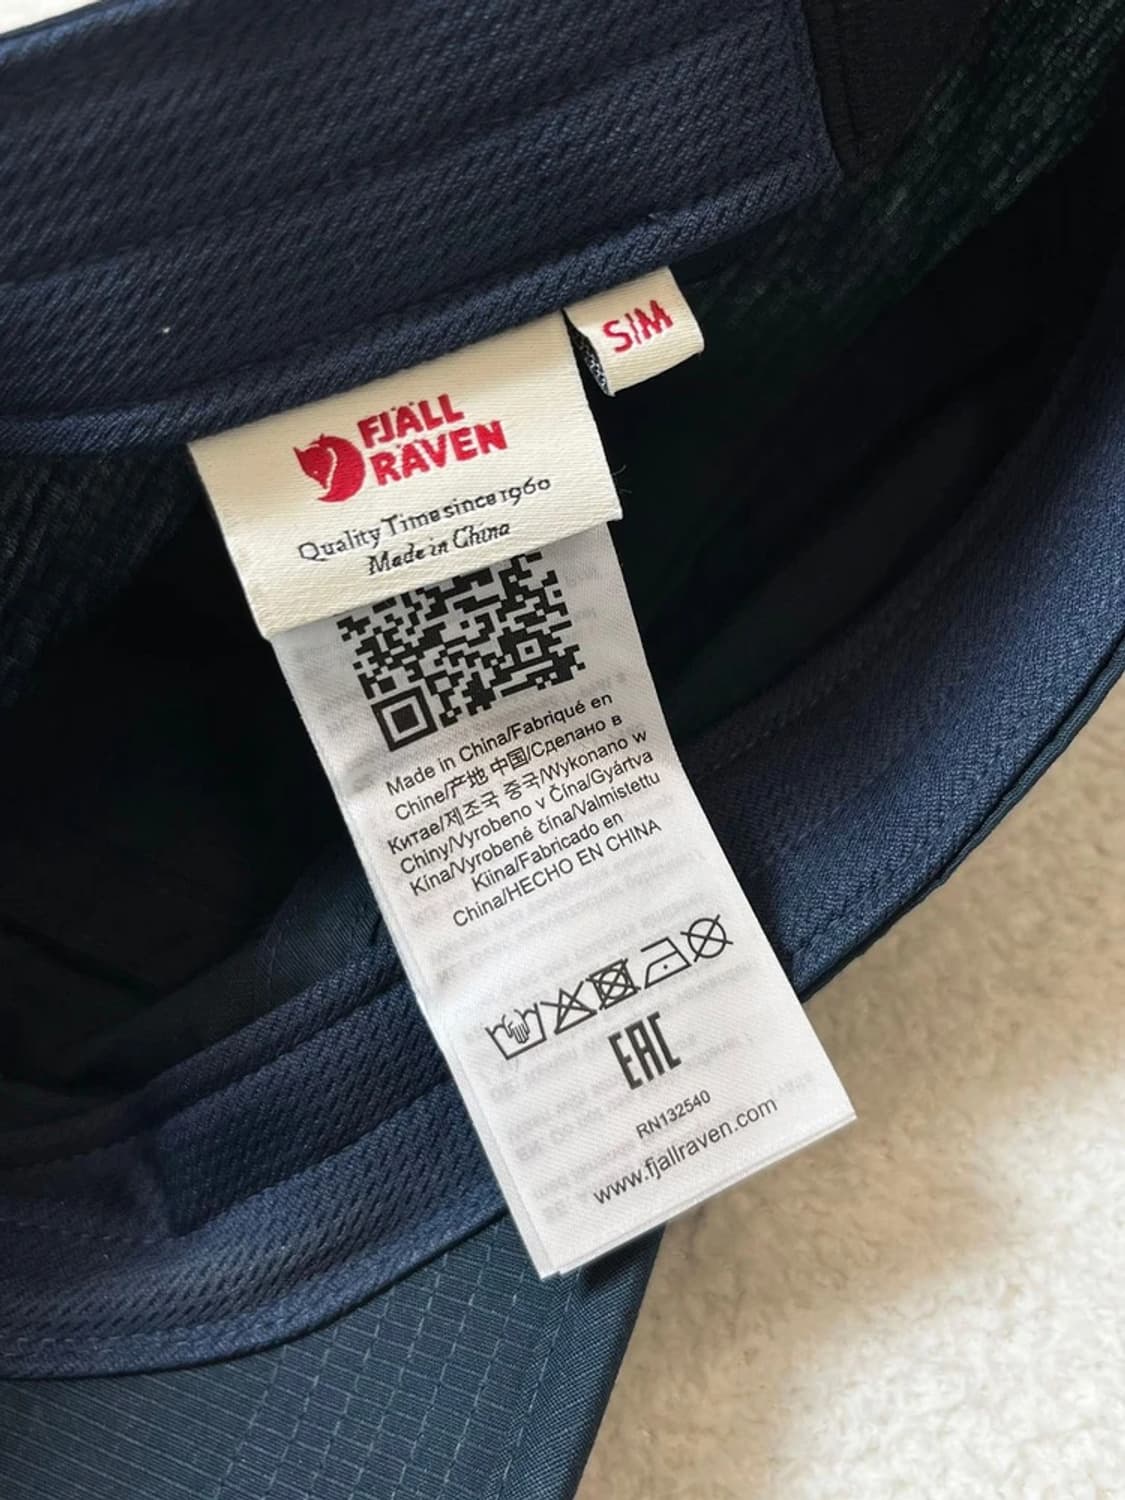 S/M
FJÄLL
RÄVEN
Quality Time since 1960
Made in China
Made in China/Fabriqué en
Chine/产地 中国/Сделано в
Китае/제조국 중국/Wykonano w
Chiny/Vyrobeno v Čína/Gyártva
Kína/Vyrobené čína/Valmistettu
Kiina/Fabricado en
China/HECHO EN CHINA
EAC
RN132540
www.fjallraven.com